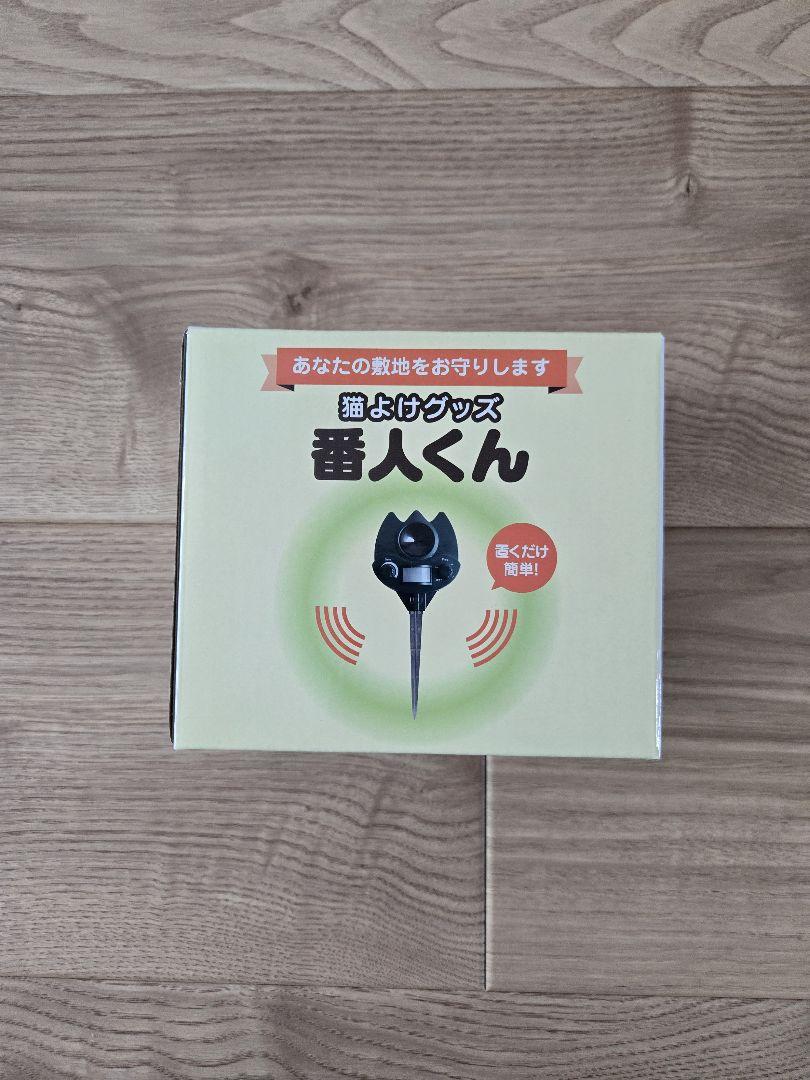 あなたの敷地をお守りします
猫よけグッズ
番人くん
置くだけ
簡単!